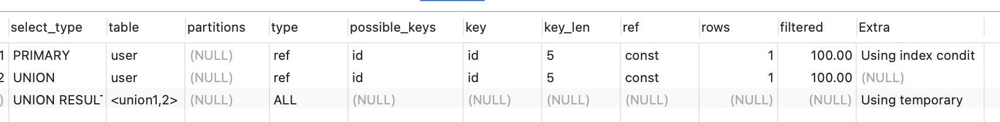 select_type table partitions type possible_keys key key_len ref rows filtered Extra
1 PRIMARY user (NULL) ref id id 5 const 1 100.00 Using index condit
2 UNION user (NULL) ref id id 5 const 1 100.00 (NULL)
) UNION RESUL <union1,2> (NULL) ALL (NULL) (NULL) (NULL) (NULL) (NULL) (NULL) Using temporary